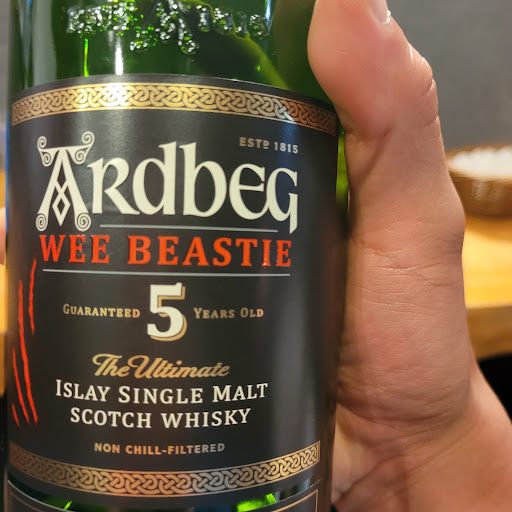 ESTD 1815
ARDBEG
WEE BEASTIE
GUARANTEED 5 YEARS OLD
The Ultimate
ISLAY SINGLE MALT
SCOTCH WHISKY
NON CHILL-FILTERED